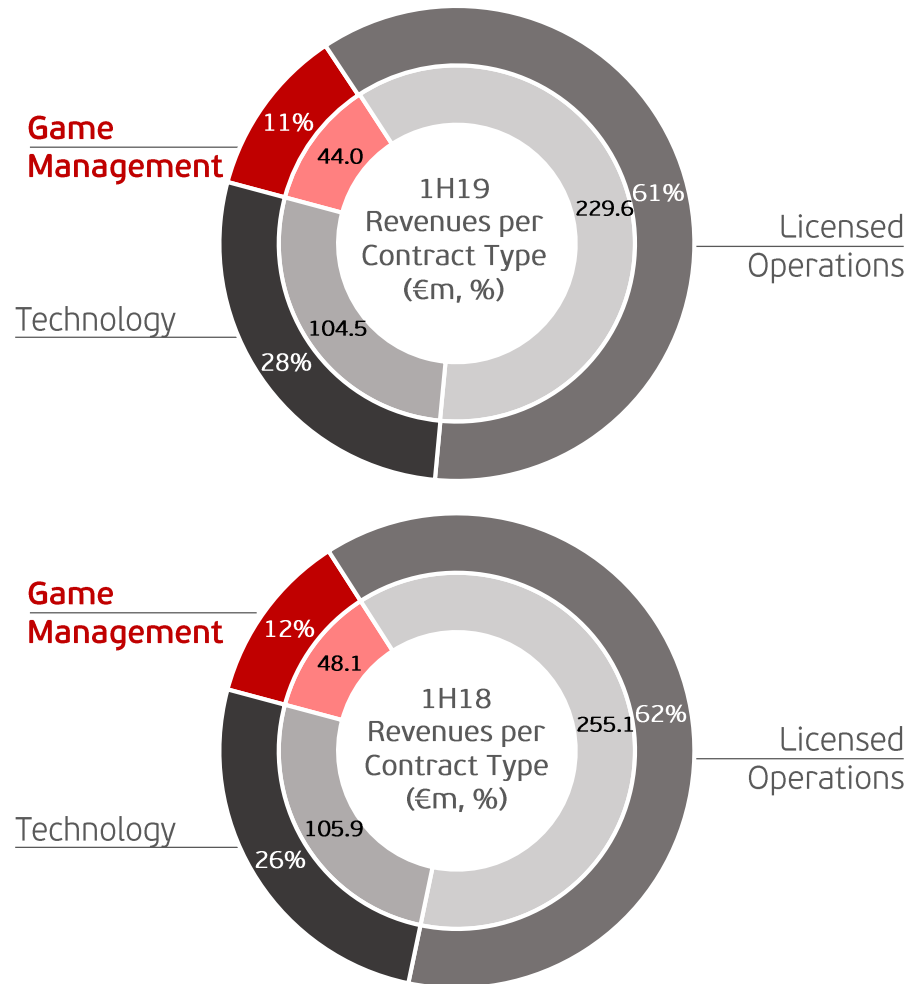 11%
Game
Management
44.0
1H19
Revenues per
Contract Type
(€m, %)
229.6
61%
Licensed
Operations
Technology
104.5
28%
Game
Management
12%
48.1
1H18
Revenues per
Contract Type
(€m, %)
255.1
62%
Licensed
Operations
Technology
105.9
26%